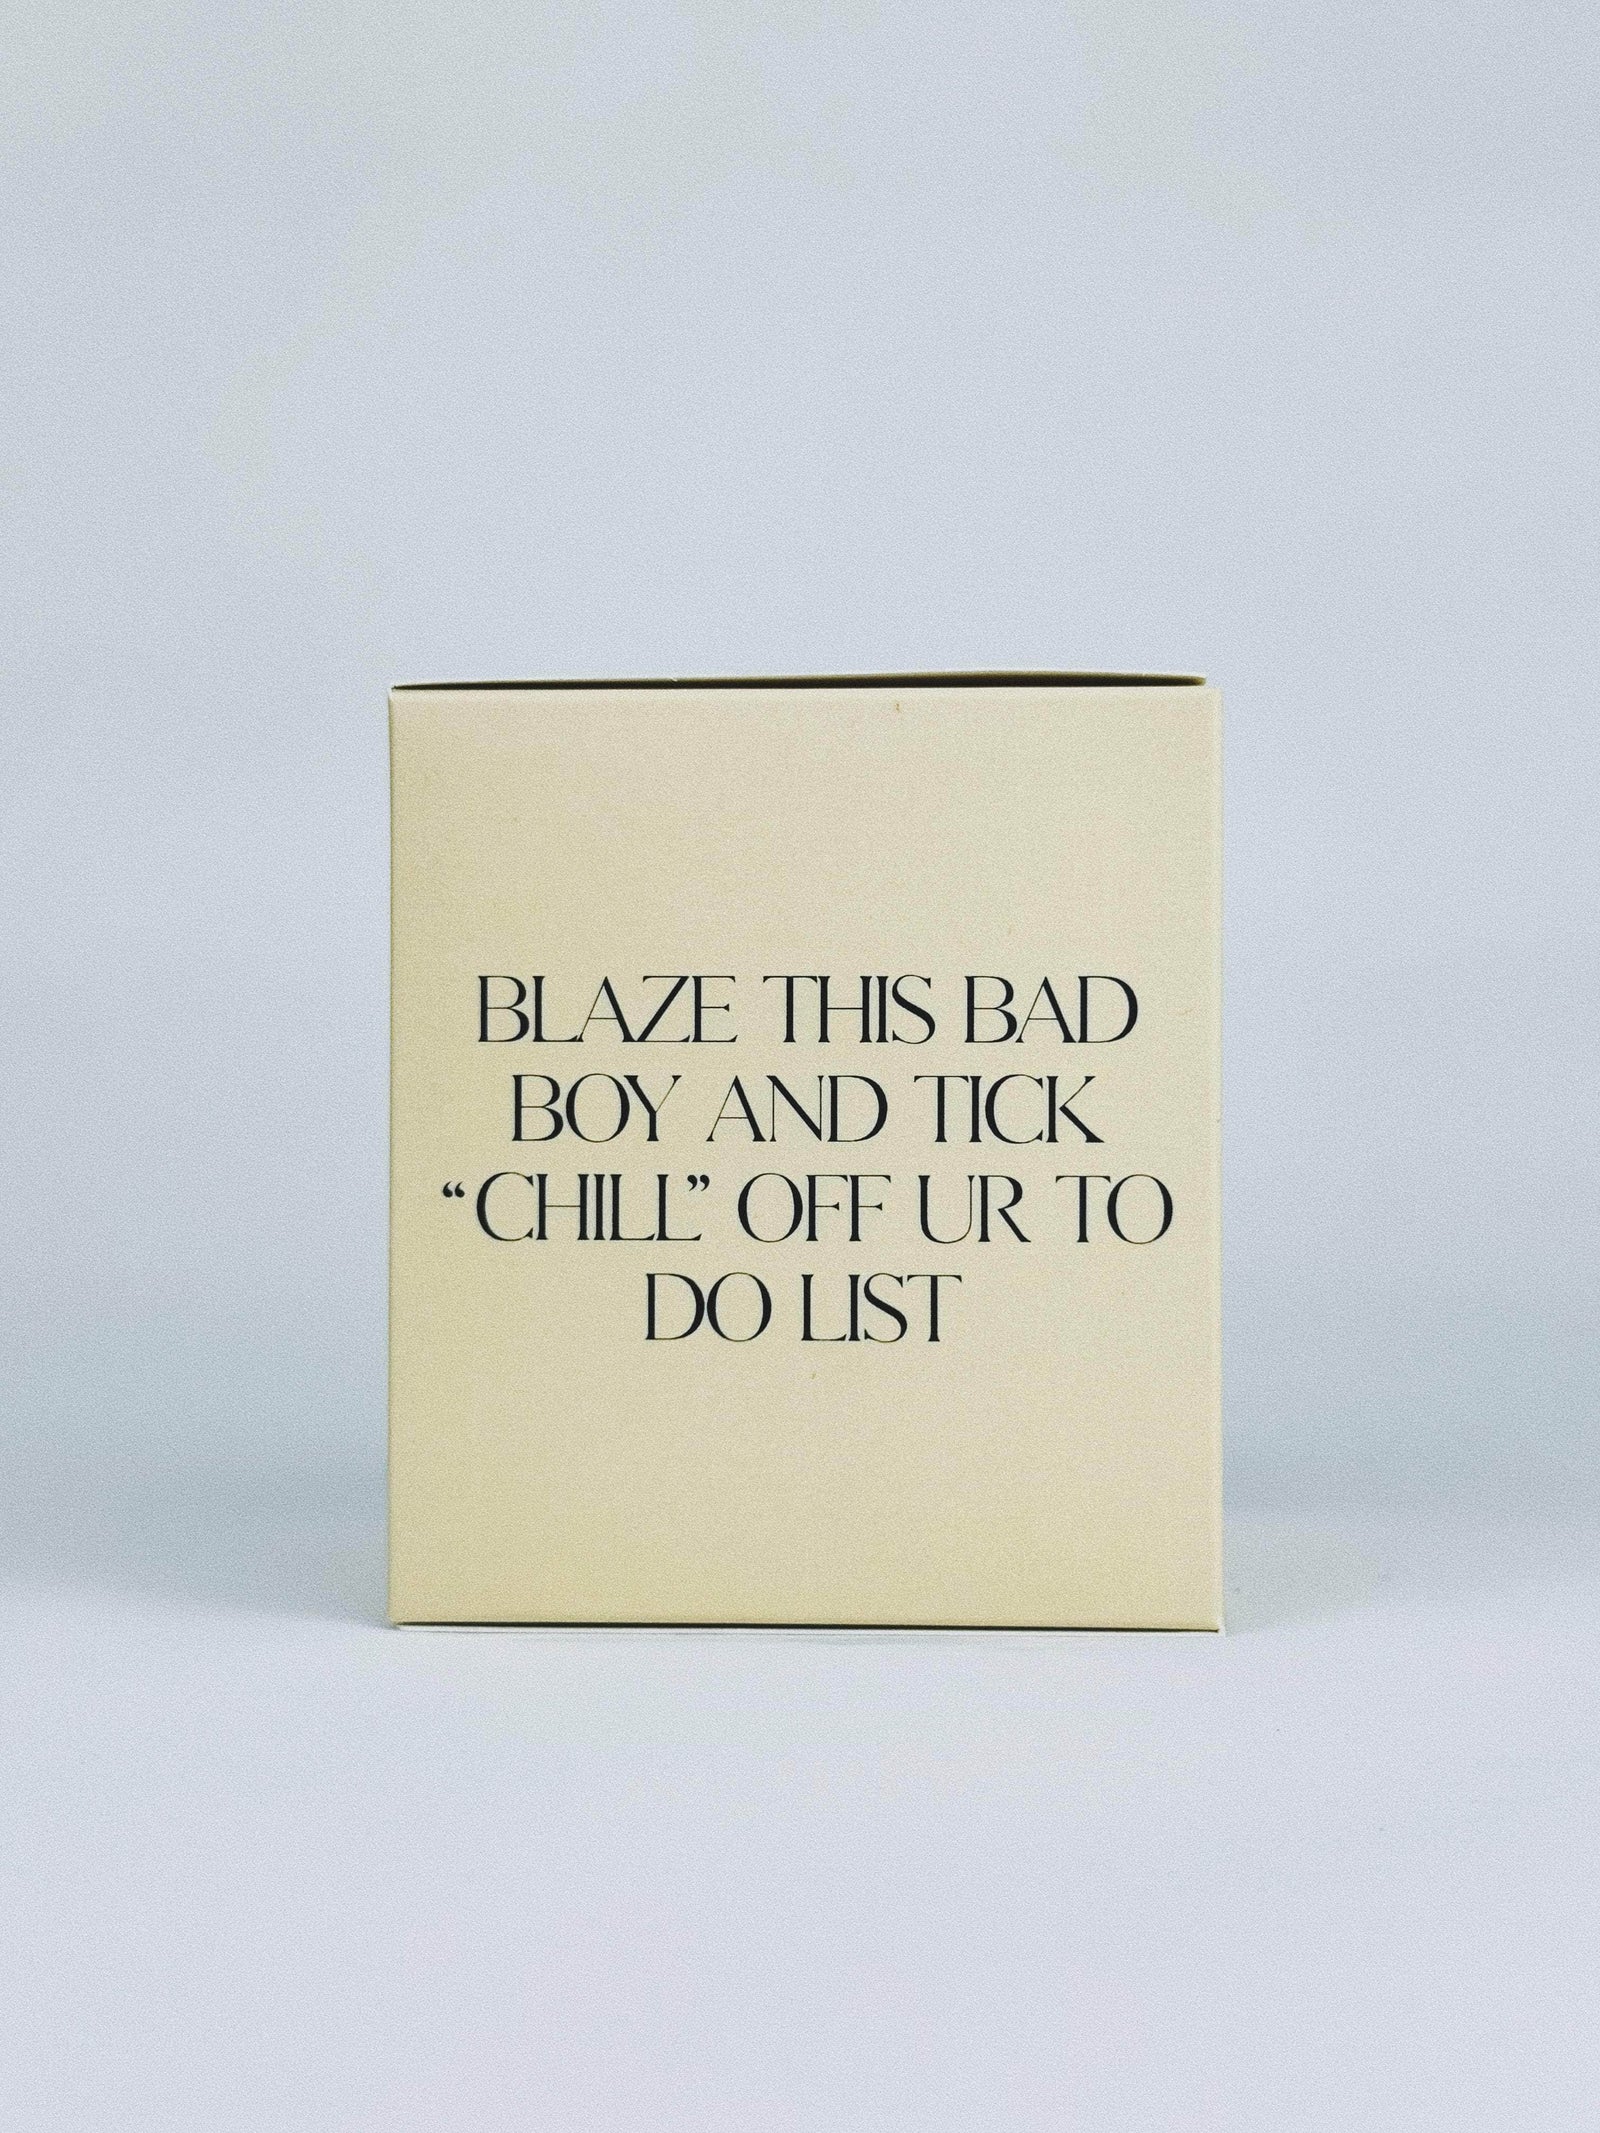 BLAZE THIS BAD
BOY AND TICK
“CHILL” OFF UR TO
DO LIST